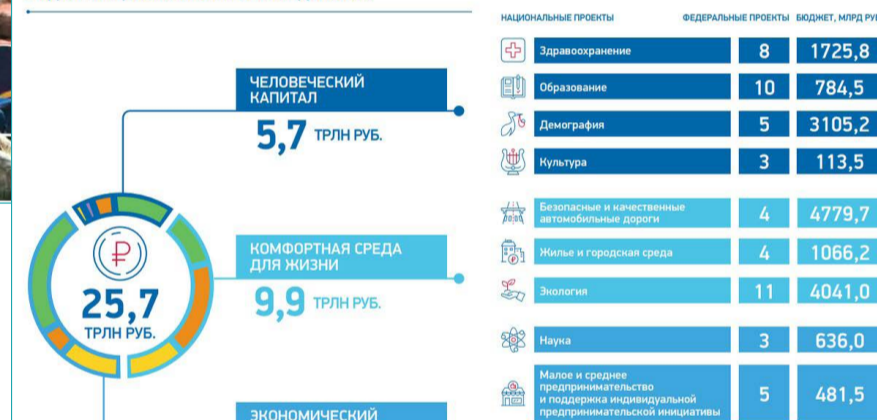 ЧЕЛОВЕЧЕСКИЙ
КАПИТАЛ
5,7 ТРЛН РУБ.
25,7
ТРЛН РУБ.
КОМФОРТНАЯ СРЕДА
ДЛЯ ЖИЗНИ
9,9 ТРЛН РУБ.
ЭКОНОМИЧЕСКИЙ
НАЦИОНАЛЬНЫЕ ПРОЕКТЫ ФЕДЕРАЛЬНЫЕ ПРОЕКТЫ БЮДЖЕТ, МЛРД РУ
Здравоохранение 8 1725,8
Образование 10 784,5
Демография 5 3105,2
Культура 3 113,5
Безопасные и качественные
автомобильные дороги 4 4779,7
Жилье и городская среда 4 1066,2
Экология 11 4041,0
Наука 3 636,0
Малое и среднее
предпринимательство
и поддержка индивидуальной
предпринимательской инициативы 5 481,5